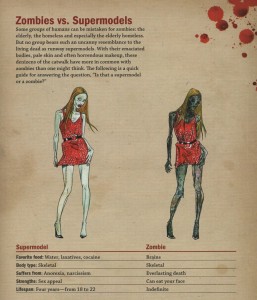 Zombies vs. Supermodels
Some groups of humans can be mistaken for zombies: the
elderly, the homeless and especially the elderly homeless.
But no group bears such an uncanny resemblance to the
living dead as runway supermodels. With their emaciated
bodies, pale skin and often horrendous makeup, these
denizens of the catwalk have more in common with
zombies than one might think. The following is a quick
guide for answering the question, "Is that a supermodel
or a zombie?"
Supermodel Zombie
Favorite food: Water, laxatives, cocaine Brains
Body type: Skeletal Skeletal
Suffers from: Anorexia, narcissism Everlasting death
Strengths: Sex appeal Can eat your face
Lifespan: Four years—from 18 to 22 Indefinite